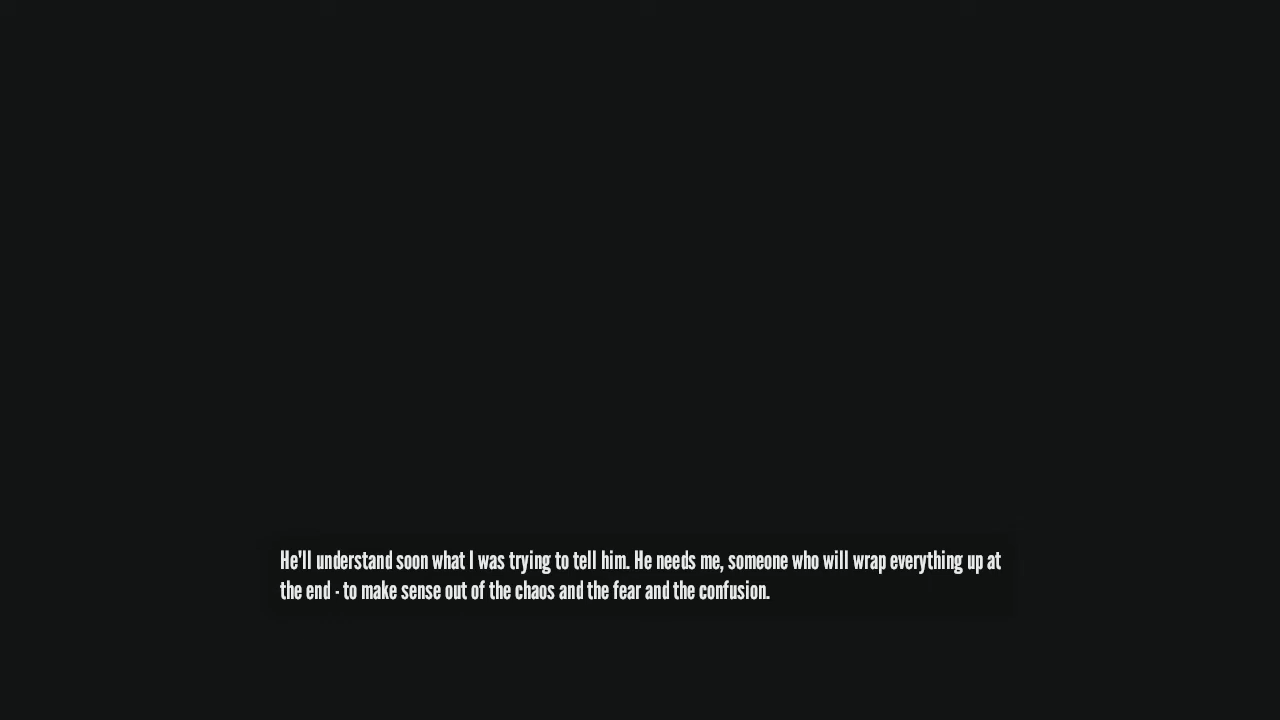 He'll understand soon what I was trying to tell him. He needs me, someone who will wrap everything up at
the end - to make sense out of the chaos and the fear and the confusion.